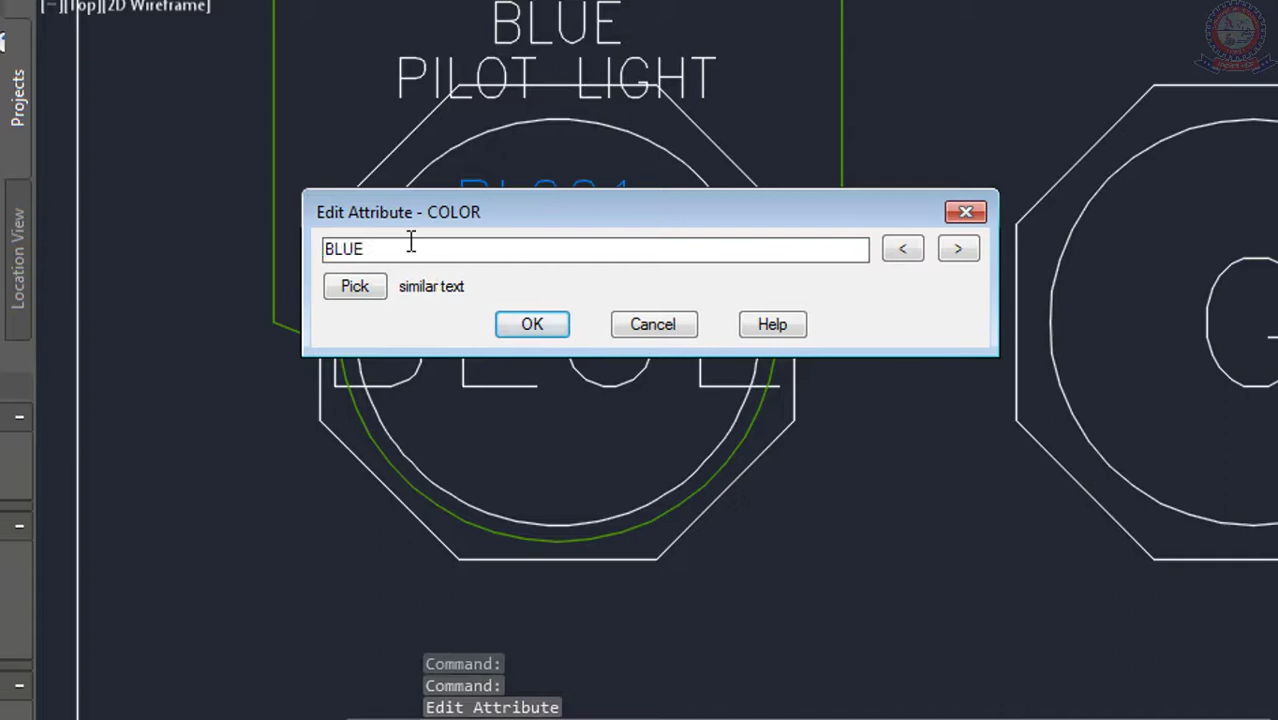 [−][Top][2D Wireframe]
BLUE
PILOT LIGHT
Projects
Location View
Edit Attribute - COLOR
BLUE
<
>
Pick
similar text
OK
Cancel
Help
Command:
Command:
Edit Attribute